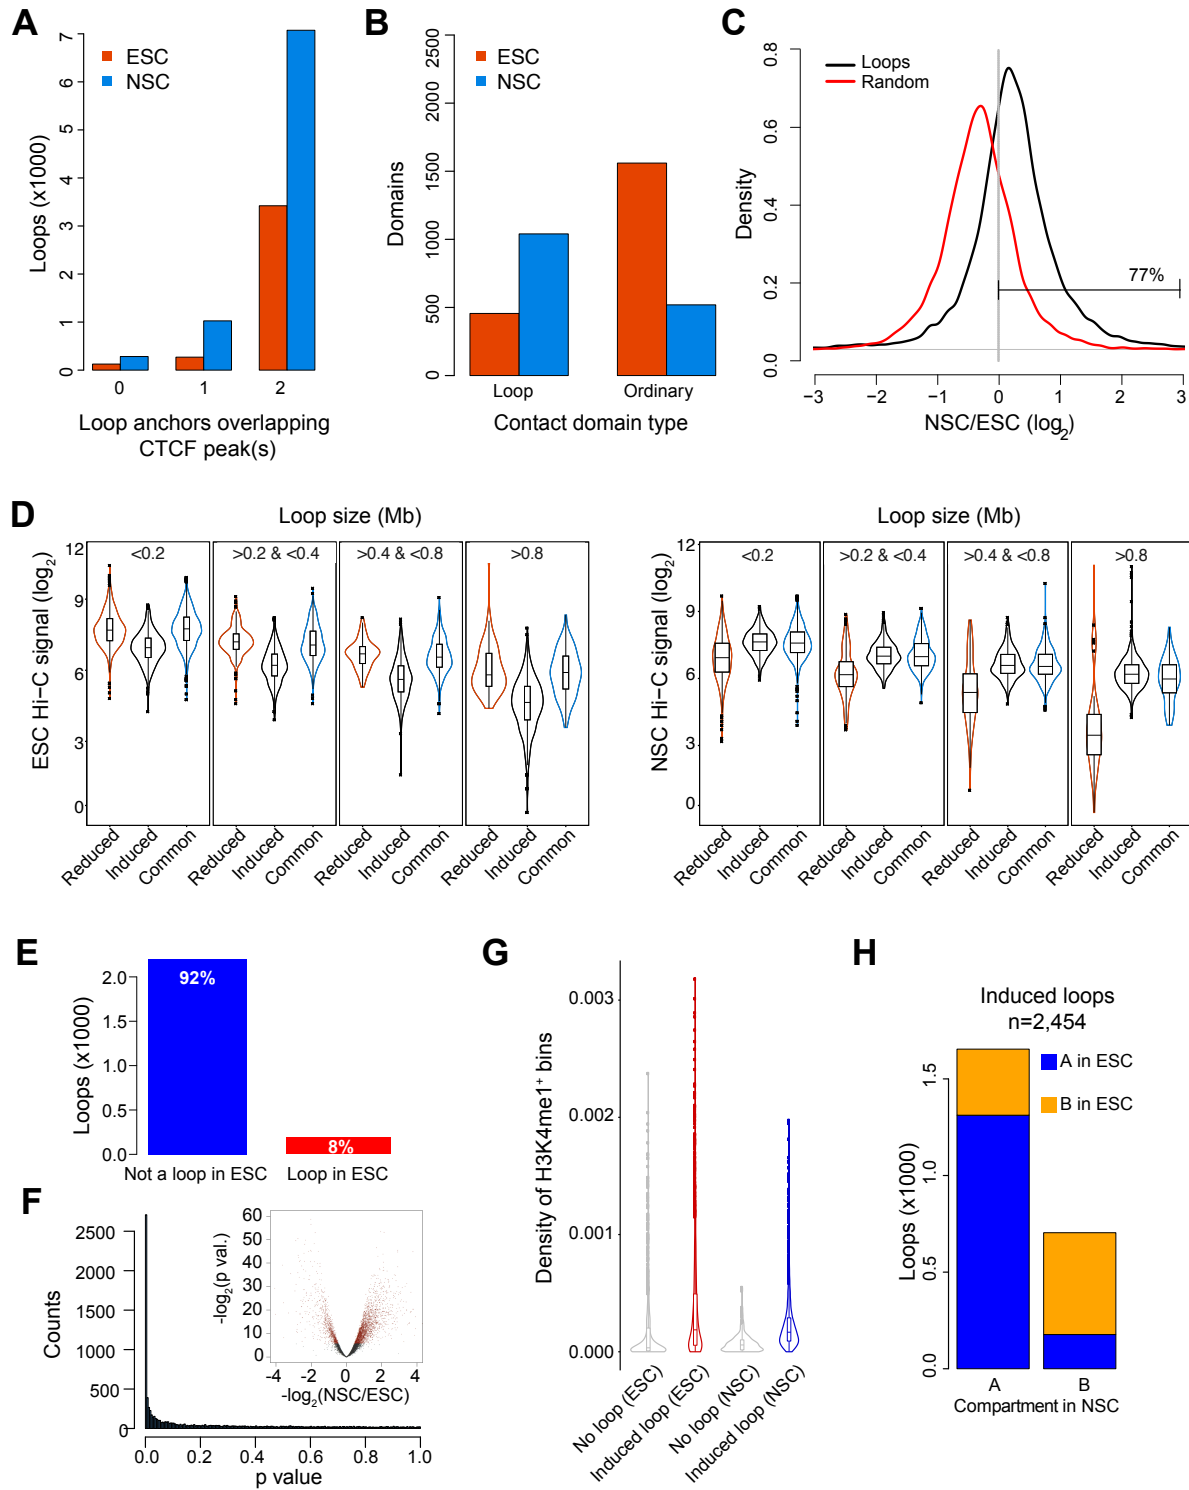 A
7
6
5
4
3
2
1
0
Loops (x1000)
ESC
NSC
0 1 2
Loop anchors overlapping
CTCF peak(s)
B
2500
2000
1500
1000
500
0
Domains
ESC
NSC
Loop Ordinary
Contact domain type
C
0.8
0.6
0.4
0.2
0.0
Density
Loops
Random
77%
−3 −2 −1 0 1 2 3
NSC/ESC (log2)
D
Loop size (Mb)
<0.2 >0.2 & <0.4 >0.4 & <0.8 >0.8
12
9
6
3
0
ESC Hi−C signal (log2)
Reduced Induced Common Reduced Induced Common Reduced Induced Common Reduced Induced Common
Loop size (Mb)
<0.2 >0.2 & <0.4 >0.4 & <0.8 >0.8
12
9
6
3
0
NSC Hi−C signal (log2)
Reduced Induced Common Reduced Induced Common Reduced Induced Common Reduced Induced Common
E
2.0
1.5
1.0
0.5
0.0
Loops (x1000)
92%
8%
Not a loop in ESC Loop in ESC
F
2500
2000
1500
1000
500
0
Counts
0.0 0.2 0.4 0.6 0.8 1.0
p value
60
50
40
30
20
10
0
-log2(p val.)
−4 −2 0 2 4
-log2(NSC/ESC)
G
0.003
0.002
0.001
0.000
Density of H3K4me1+ bins
No loop (ESC)
Induced loop (ESC)
No loop (NSC)
Induced loop (NSC)
H
Induced loops
n=2,454
A in ESC
B in ESC
1.5
1.0
0.5
0.0
Loops (x1000)
A B
Compartment in NSC